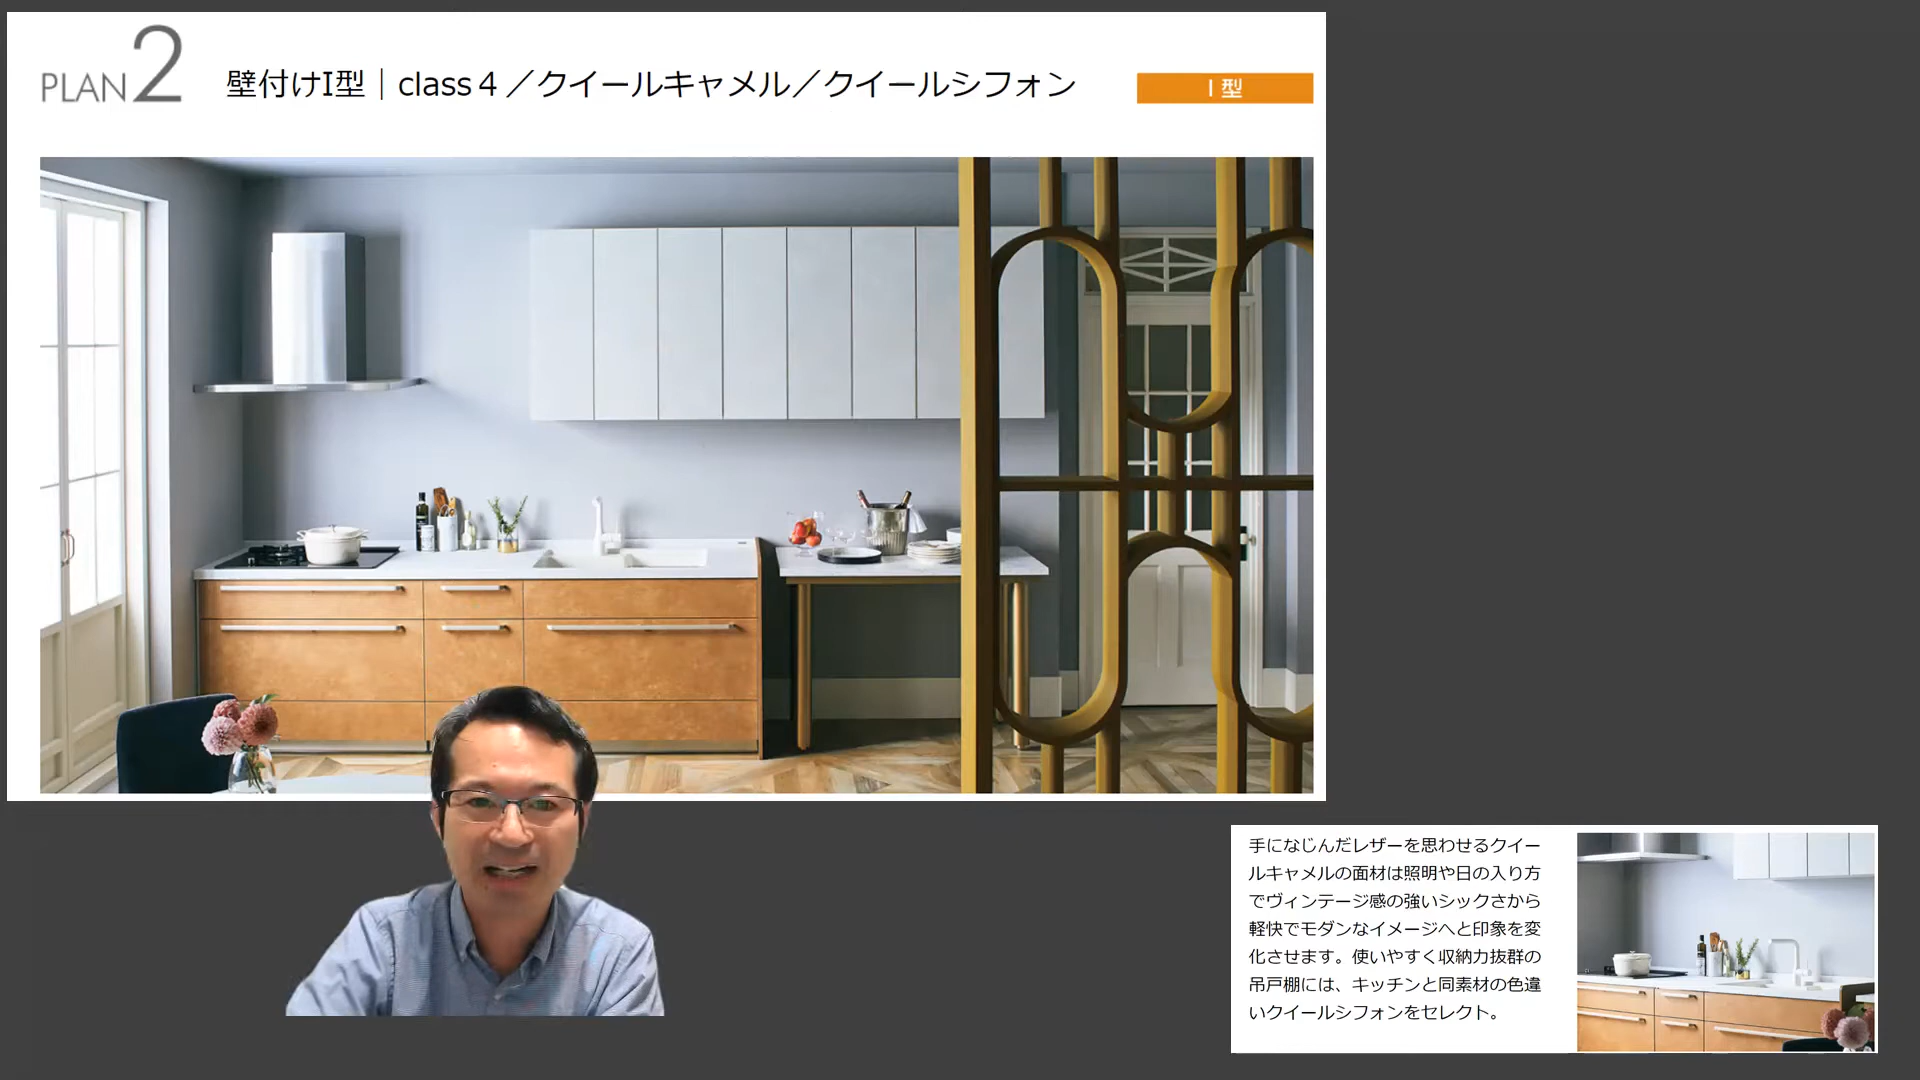 PLAN 2
壁付けI型｜class４／クイールキャメル／クイールシフォン
I 型
手になじんだレザーを思わせるクイー
ルキャメルの面材は照明や日の入り方
でヴィンテージ感の強いシックさから
軽快でモダンなイメージへと印象を変
化させます。使いやすく収納力抜群の
吊戸棚には、キッチンと同素材の色違
いクイールシフォンをセレクト。